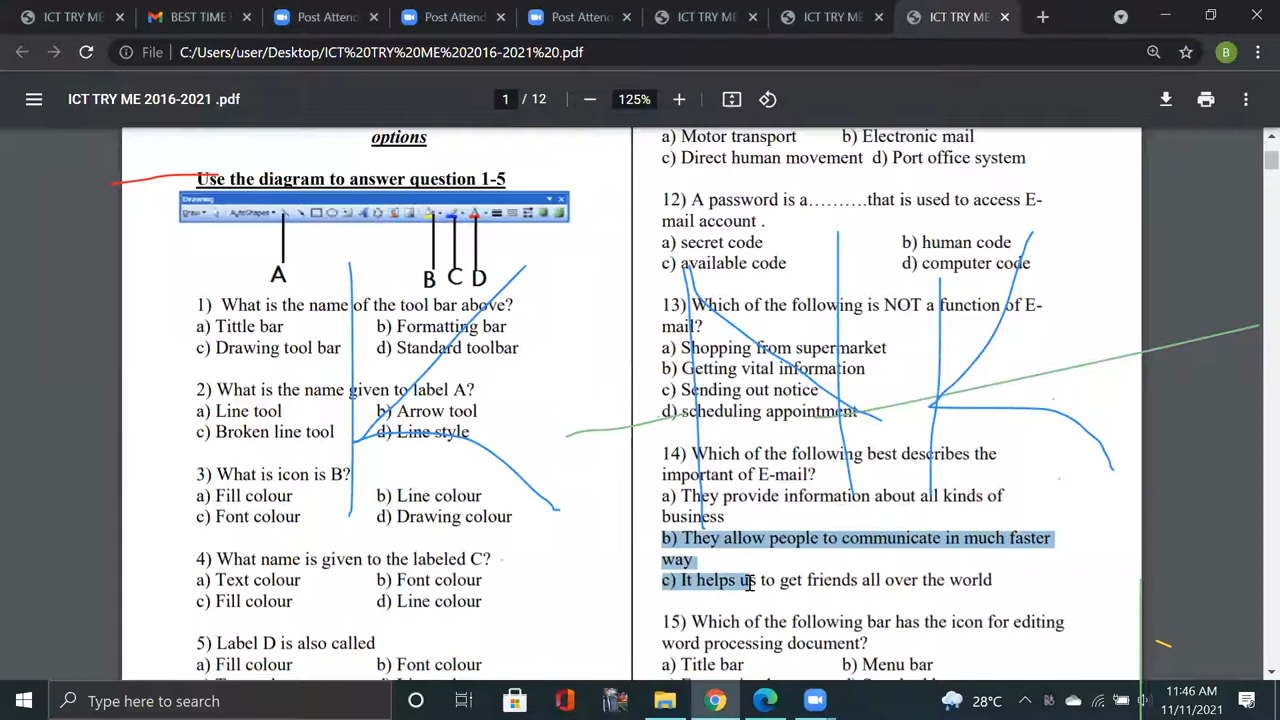 ICT TRY ME
BEST TIME
Post Attend
Post Attend
Post Attend
ICT TRY ME
ICT TRY ME
ICT TRY ME
File
C:/Users/user/Desktop/ICT%20TRY%20ME%202016-2021%20.pdf
B
ICT TRY ME 2016-2021 .pdf
1 / 12
125%
options
Use the diagram to answer question 1-5
Drawing
Draw
AutoShapes
A
B
C
D
1) What is the name of the tool bar above?
a) Tittle bar b) Formatting bar
c) Drawing tool bar d) Standard toolbar
2) What is the name given to label A?
a) Line tool b) Arrow tool
c) Broken line tool d) Line style
3) What is icon is B?
a) Fill colour b) Line colour
c) Font colour d) Drawing colour
4) What name is given to the labeled C?
a) Text colour b) Font colour
c) Fill colour d) Line colour
5) Label D is also called
a) Fill colour b) Font colour
a) Motor transport b) Electronic mail
c) Direct human movement d) Port office system
12) A password is a……….that is used to access E-
mail account .
a) secret code b) human code
c) available code d) computer code
13) Which of the following is NOT a function of E-
mail?
a) Shopping from supermarket
b) Getting vital information
c) Sending out notice
d) scheduling appointment
14) Which of the following best describes the
important of E-mail?
a) They provide information about all kinds of
business
b) They allow people to communicate in much faster
way
c) It helps us to get friends all over the world
15) Which of the following bar has the icon for editing
word processing document?
a) Title bar b) Menu bar
Type here to search
28°C
11:46 AM
11/11/2021